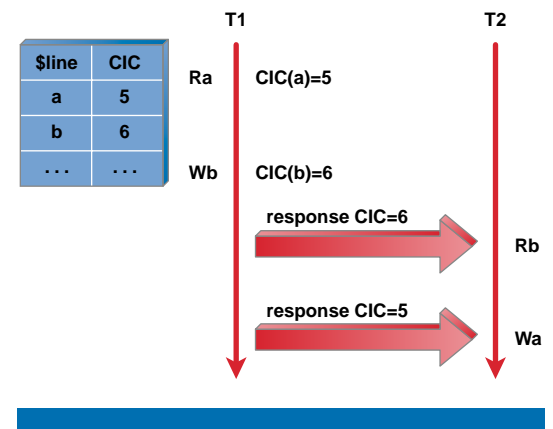 T1 T2
$line CIC
a 5
b 6
. . . . . .
Ra CIC(a)=5
Wb CIC(b)=6
response CIC=6
Rb
response CIC=5
Wa